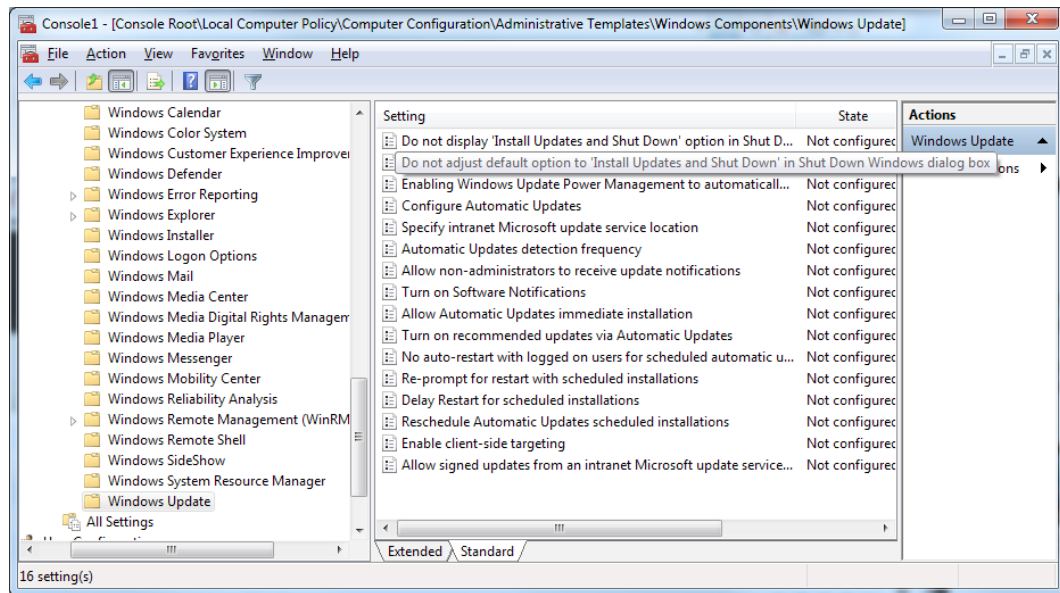 Console1 - [Console Root\Local Computer Policy\Computer Configuration\Administrative Templates\Windows Components\Windows Update]
File Action View Favorites Window Help
Windows Calendar
Windows Color System
Windows Customer Experience Improve
Windows Defender
Windows Error Reporting
Windows Explorer
Windows Installer
Windows Logon Options
Windows Mail
Windows Media Center
Windows Media Digital Rights Managem
Windows Media Player
Windows Messenger
Windows Mobility Center
Windows Reliability Analysis
Windows Remote Management (WinRM
Windows Remote Shell
Windows SideShow
Windows System Resource Manager
Windows Update
All Settings
Setting State
Do not display 'Install Updates and Shut Down' option in Shut D... Not configured
Do not adjust default option to 'Install Updates and Shut Down' in Shut Down Windows dialog box
Enabling Windows Update Power Management to automaticall... Not configured
Configure Automatic Updates Not configured
Specify intranet Microsoft update service location Not configured
Automatic Updates detection frequency Not configured
Allow non-administrators to receive update notifications Not configured
Turn on Software Notifications Not configured
Allow Automatic Updates immediate installation Not configured
Turn on recommended updates via Automatic Updates Not configured
No auto-restart with logged on users for scheduled automatic u... Not configured
Re-prompt for restart with scheduled installations Not configured
Delay Restart for scheduled installations Not configured
Reschedule Automatic Updates scheduled installations Not configured
Enable client-side targeting Not configured
Allow signed updates from an intranet Microsoft update service... Not configured
Extended Standard
Actions
Windows Update
ons
16 setting(s)